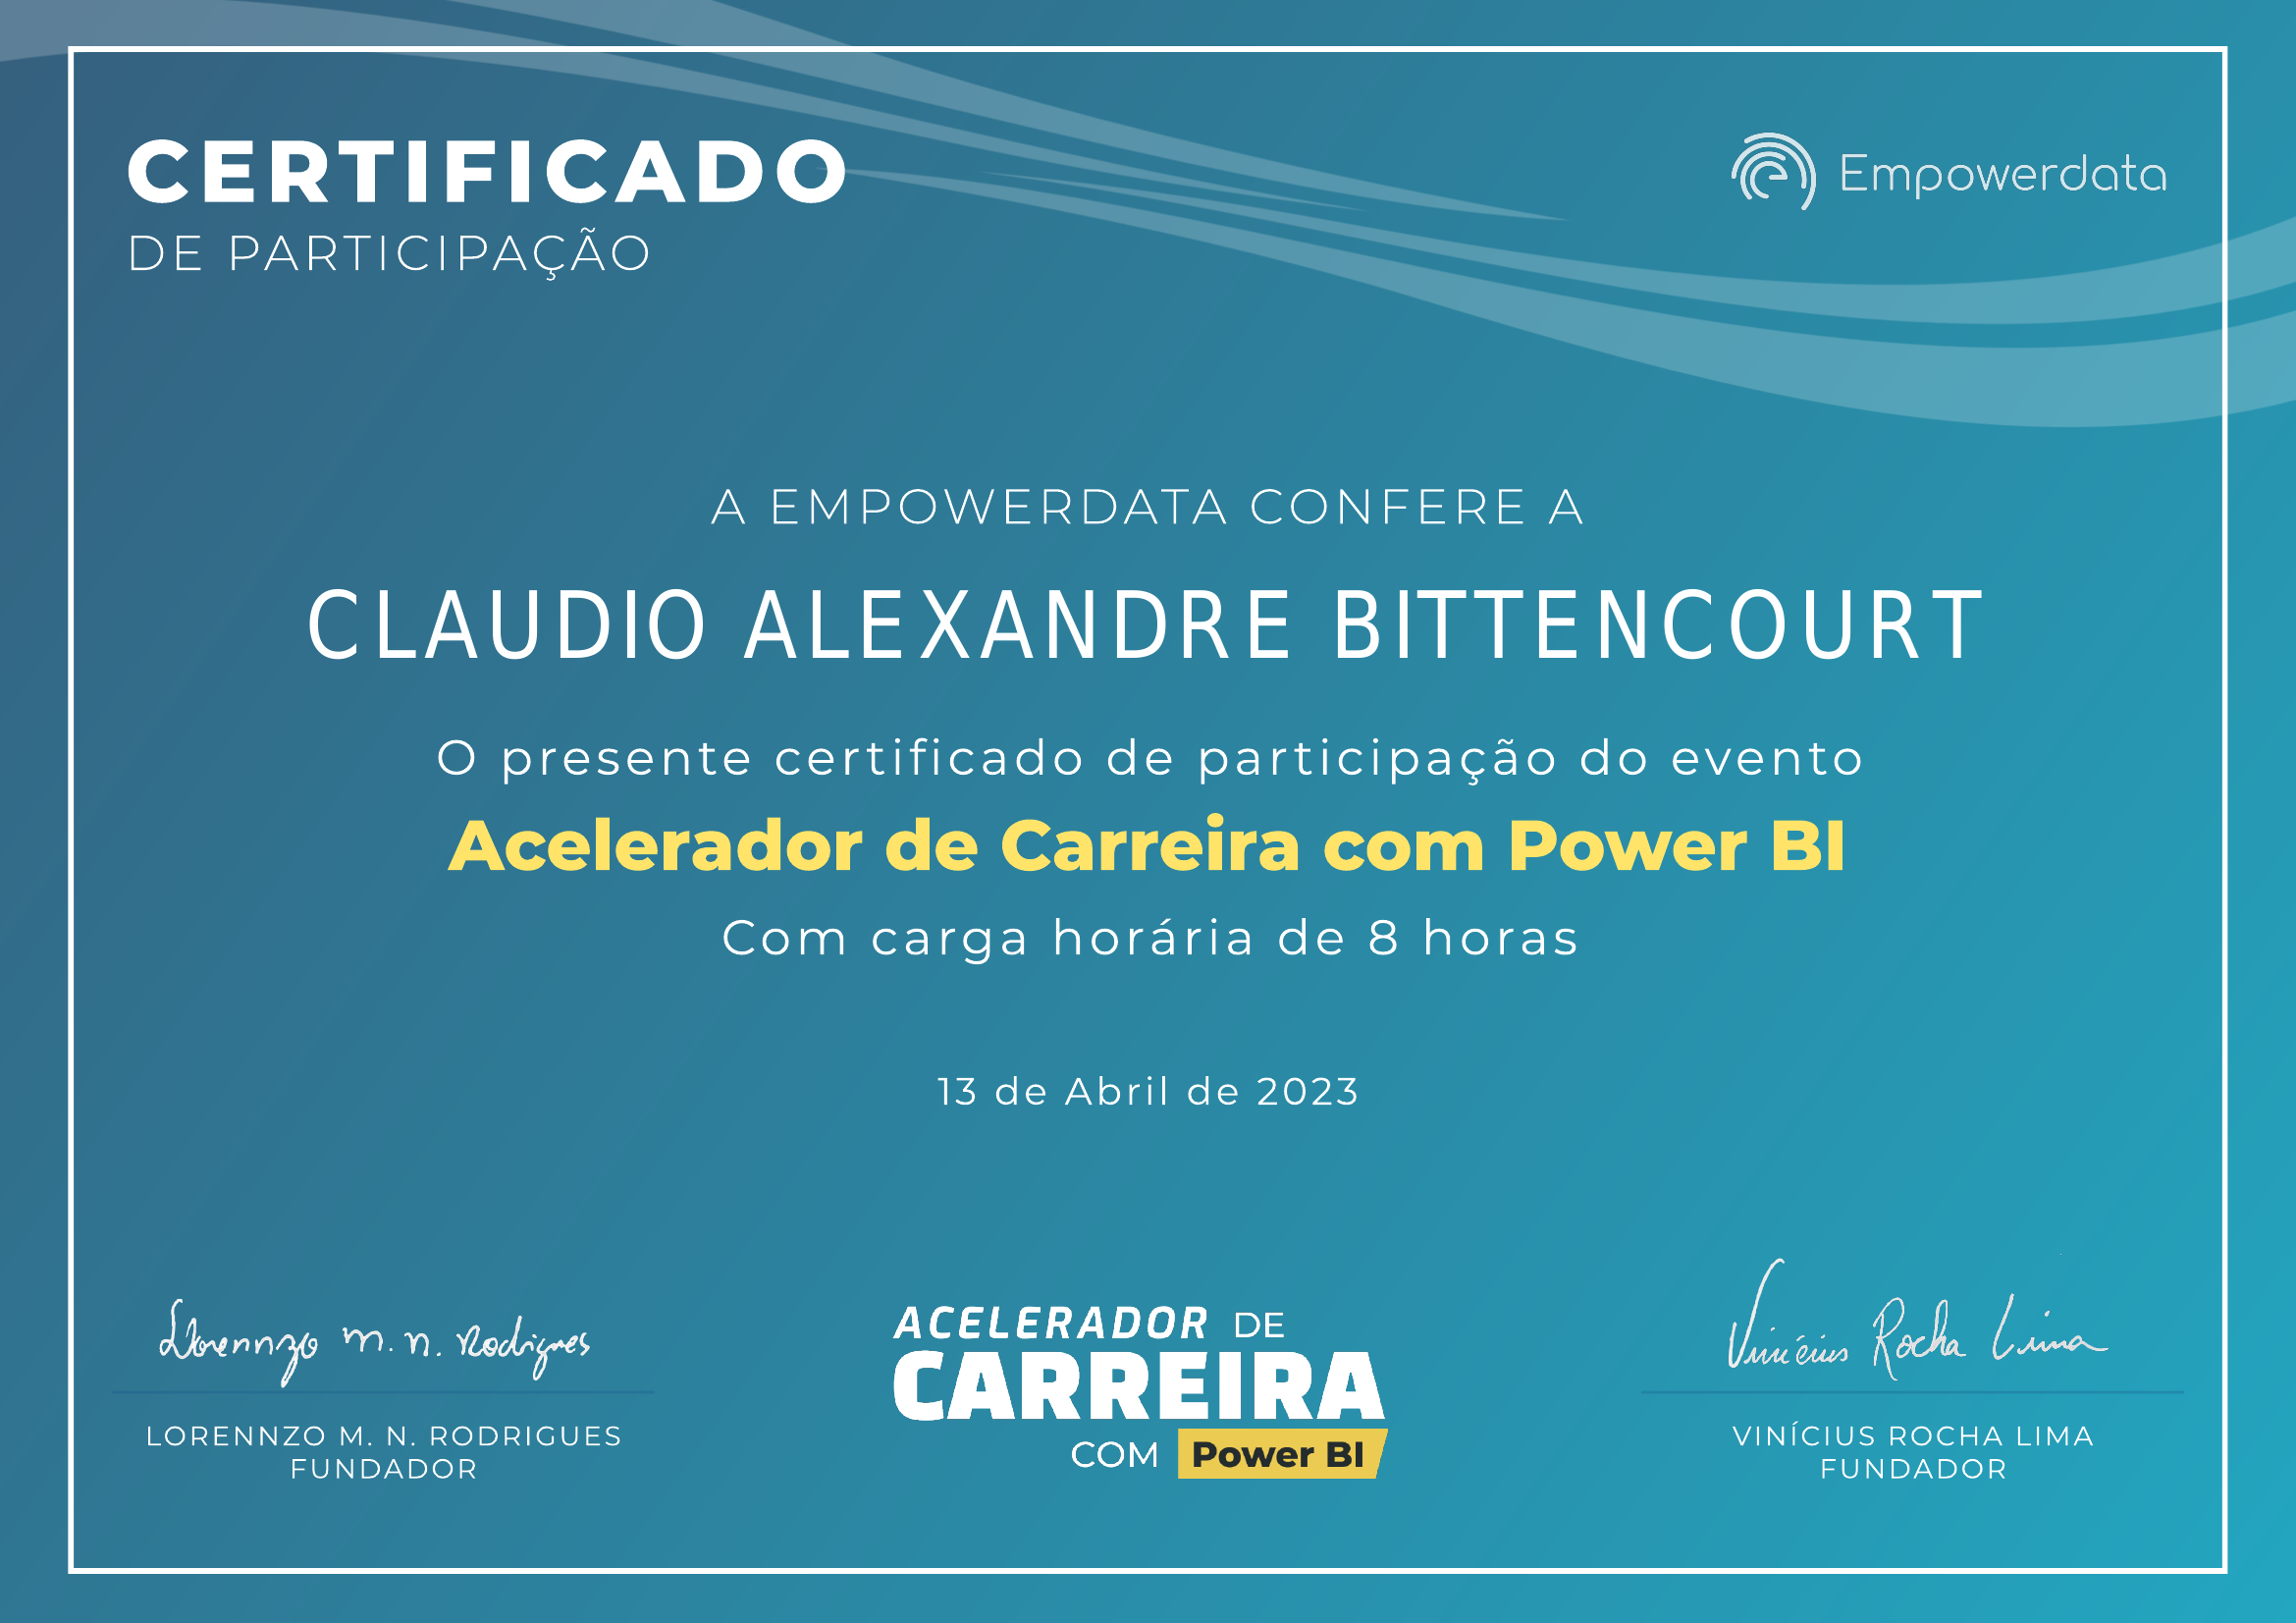 CERTIFICADO
DE PARTICIPAÇÃO
Empowerdata
A EMPOWERDATA CONFERE A
CLAUDIO ALEXANDRE BITTENCOURT
O presente certificado de participação do evento
Acelerador de Carreira com Power BI
Com carga horária de 8 horas
13 de Abril de 2023
Lorennzo M. N. Rodrigues
LORENNZO M. N. RODRIGUES
FUNDADOR
ACELERADOR DE
CARREIRA
COM Power BI
Vinícius Rocha Lima
VINÍCIUS ROCHA LIMA
FUNDADOR